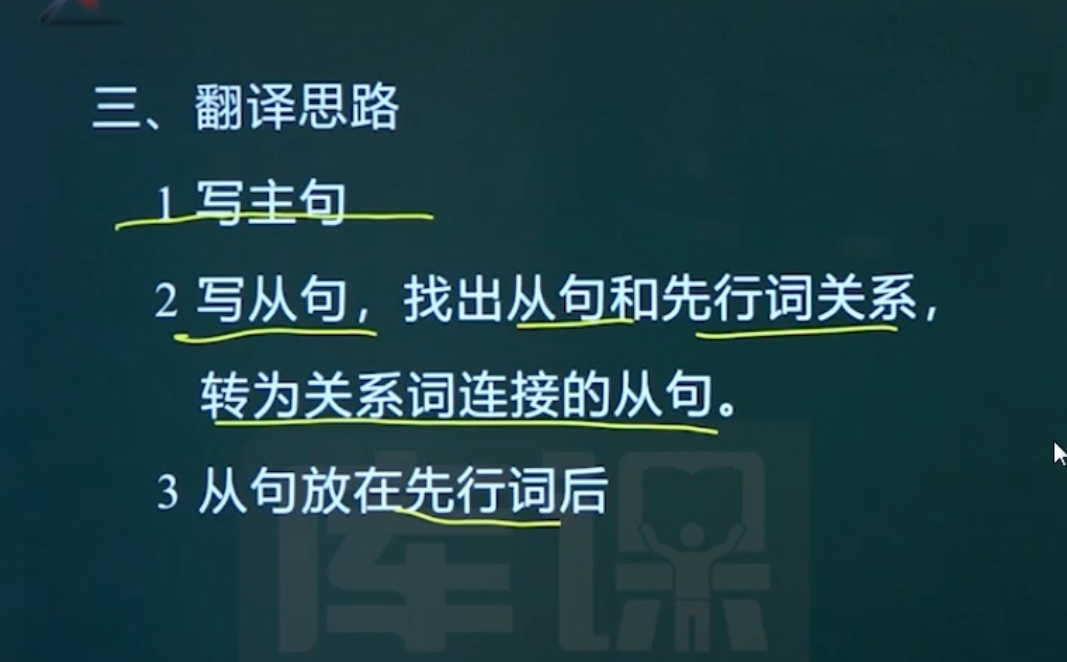 三、翻译思路
1 写主句
2 写从句，找出从句和先行词关系，
转为关系词连接的从句。
3 从句放在先行词后
库课